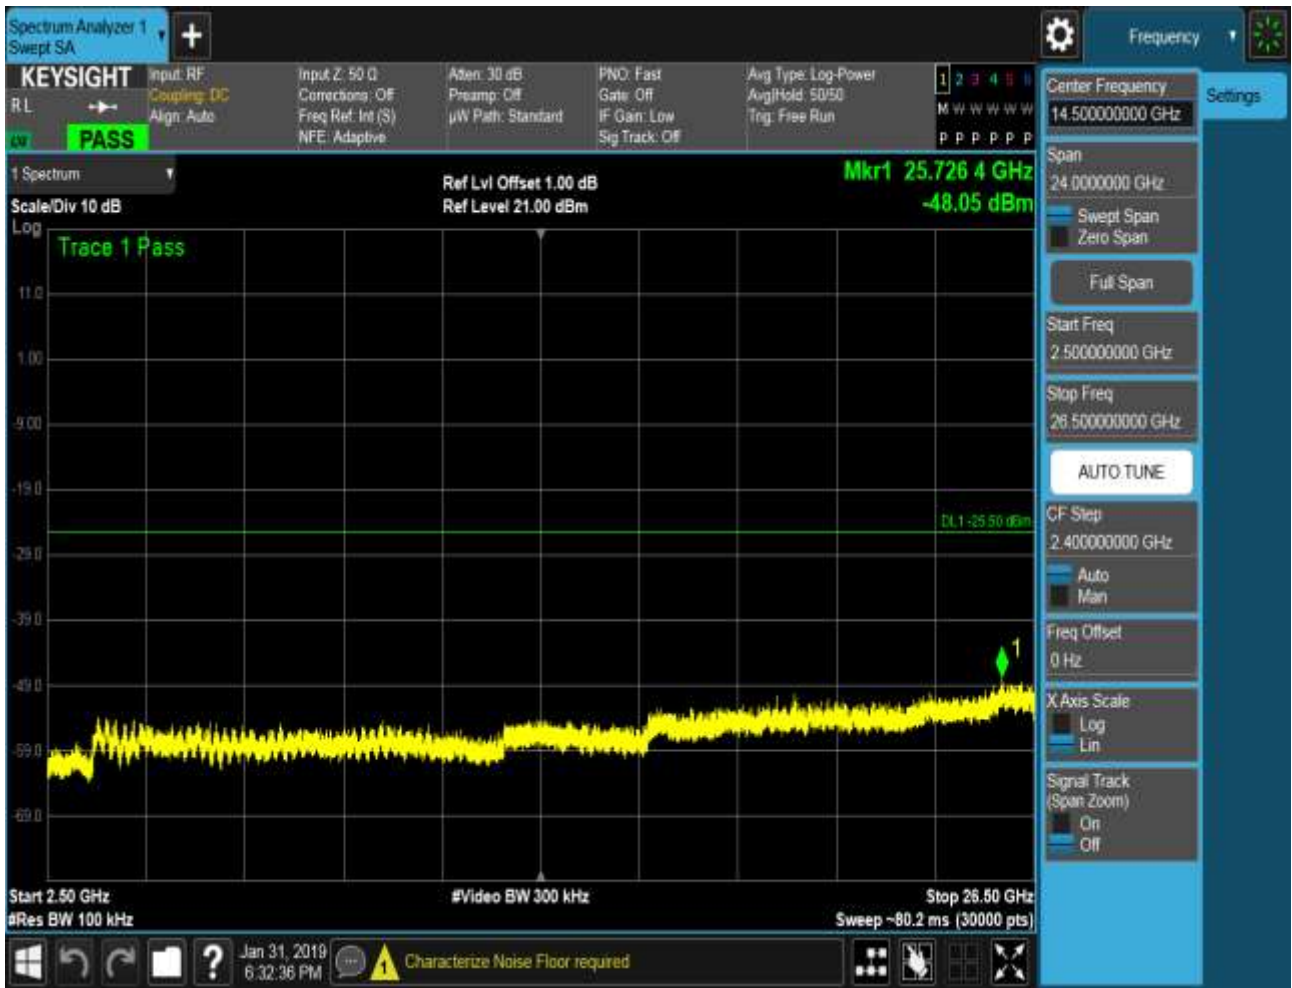 Spectrum Analyzer 1
Swept SA
Frequency
KEYSIGHT
R L
PASS
Input: RF
Coupling: DC
Align: Auto
Input Z: 50 Ω
Corrections: Off
Freq Ref: Int (S)
NFE: Adaptive
Atten: 30 dB
Preamp: Off
µW Path: Standard
PNO: Fast
Gate: Off
IF Gain: Low
Sig Track: Off
Avg Type: Log-Power
Avg|Hold: 50/50
Trig: Free Run
1 2 3 4 5 6
M W W W W W
P P P P P P
1 Spectrum
Scale/Div 10 dB
Ref Lvl Offset 1.00 dB
Ref Level 21.00 dBm
Mkr1 25.726 4 GHz
-48.05 dBm
Log
Trace 1 Pass
11.0
1.00
-9.00
-19.0
DL1 -25.50 dBm
-29.0
-39.0
1
-49.0
-59.0
-69.0
Start 2.50 GHz
#Res BW 100 kHz
#Video BW 300 kHz
Stop 26.50 GHz
Sweep ~80.2 ms (30000 pts)
Center Frequency
14.500000000 GHz
Settings
Span
24.0000000 GHz
Swept Span
Zero Span
Full Span
Start Freq
2.500000000 GHz
Stop Freq
26.500000000 GHz
AUTO TUNE
CF Step
2.400000000 GHz
Auto
Man
Freq Offset
0 Hz
X Axis Scale
Log
Lin
Signal Track
(Span Zoom)
On
Off
?
Jan 31, 2019
6:32:36 PM
1
Characterize Noise Floor required